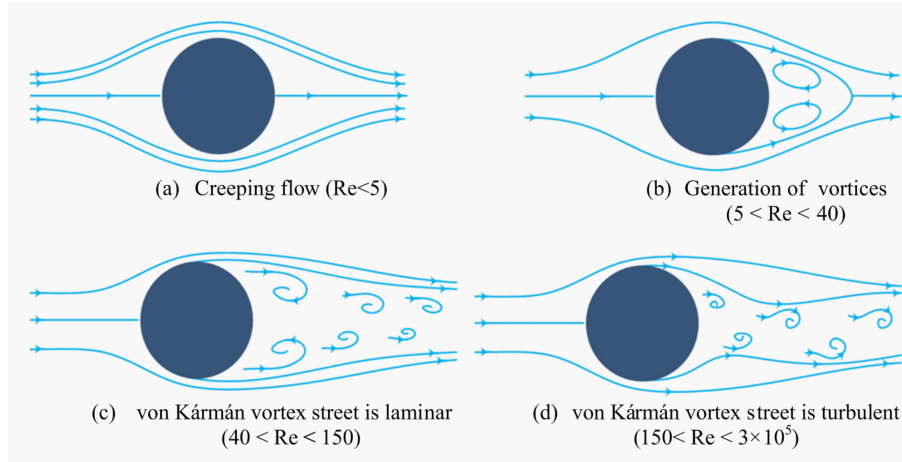 (a) Creeping flow (Re<5)
(b) Generation of vortices
(5 < Re < 40)
(c) von Kármán vortex street is laminar
(40 < Re < 150)
(d) von Kármán vortex street is turbulent
(150< Re < 3×10⁵)